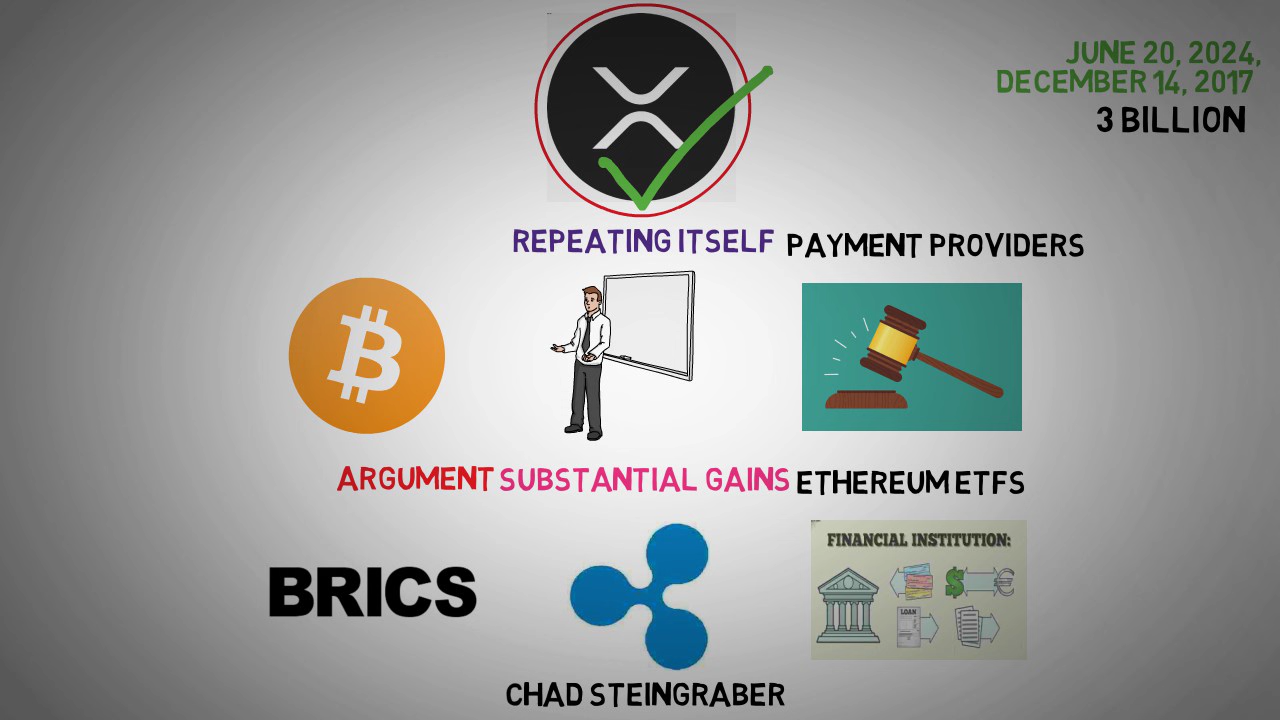 JUNE 20, 2024,
DECEMBER 14, 2017
3 BILLION
REPEATING ITSELF
PAYMENT PROVIDERS
ARGUMENT
SUBSTANTIAL GAINS
ETHEREUM ETFS
BRICS
FINANCIAL INSTITUTION:
LOAN
CHAD STEINGRABER